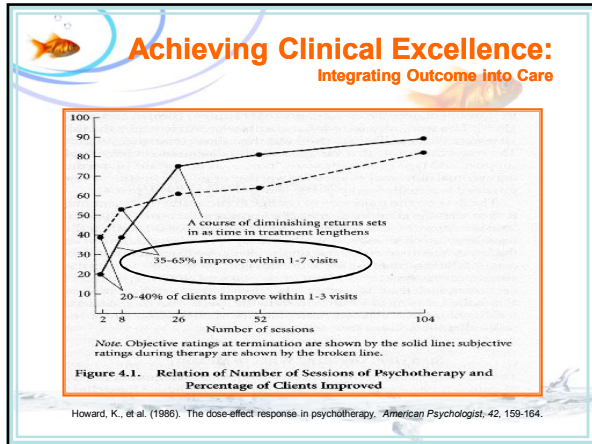 Achieving Clinical Excellence:
Integrating Outcome into Care
100
90
80
70
60
50
40
30
20
10
A course of diminishing returns sets
in as time in treatment lengthens
35-65% improve within 1-7 visits
20-40% of clients improve within 1-3 visits
2 8 26 52 104
Number of sessions
Note. Objective ratings at termination are shown by the solid line; subjective
ratings during therapy are shown by the broken line.
Figure 4.1. Relation of Number of Sessions of Psychotherapy and
Percentage of Clients Improved
Howard, K., et al. (1986). The dose-effect response in psychotherapy. American Psychologist, 42, 159-164.